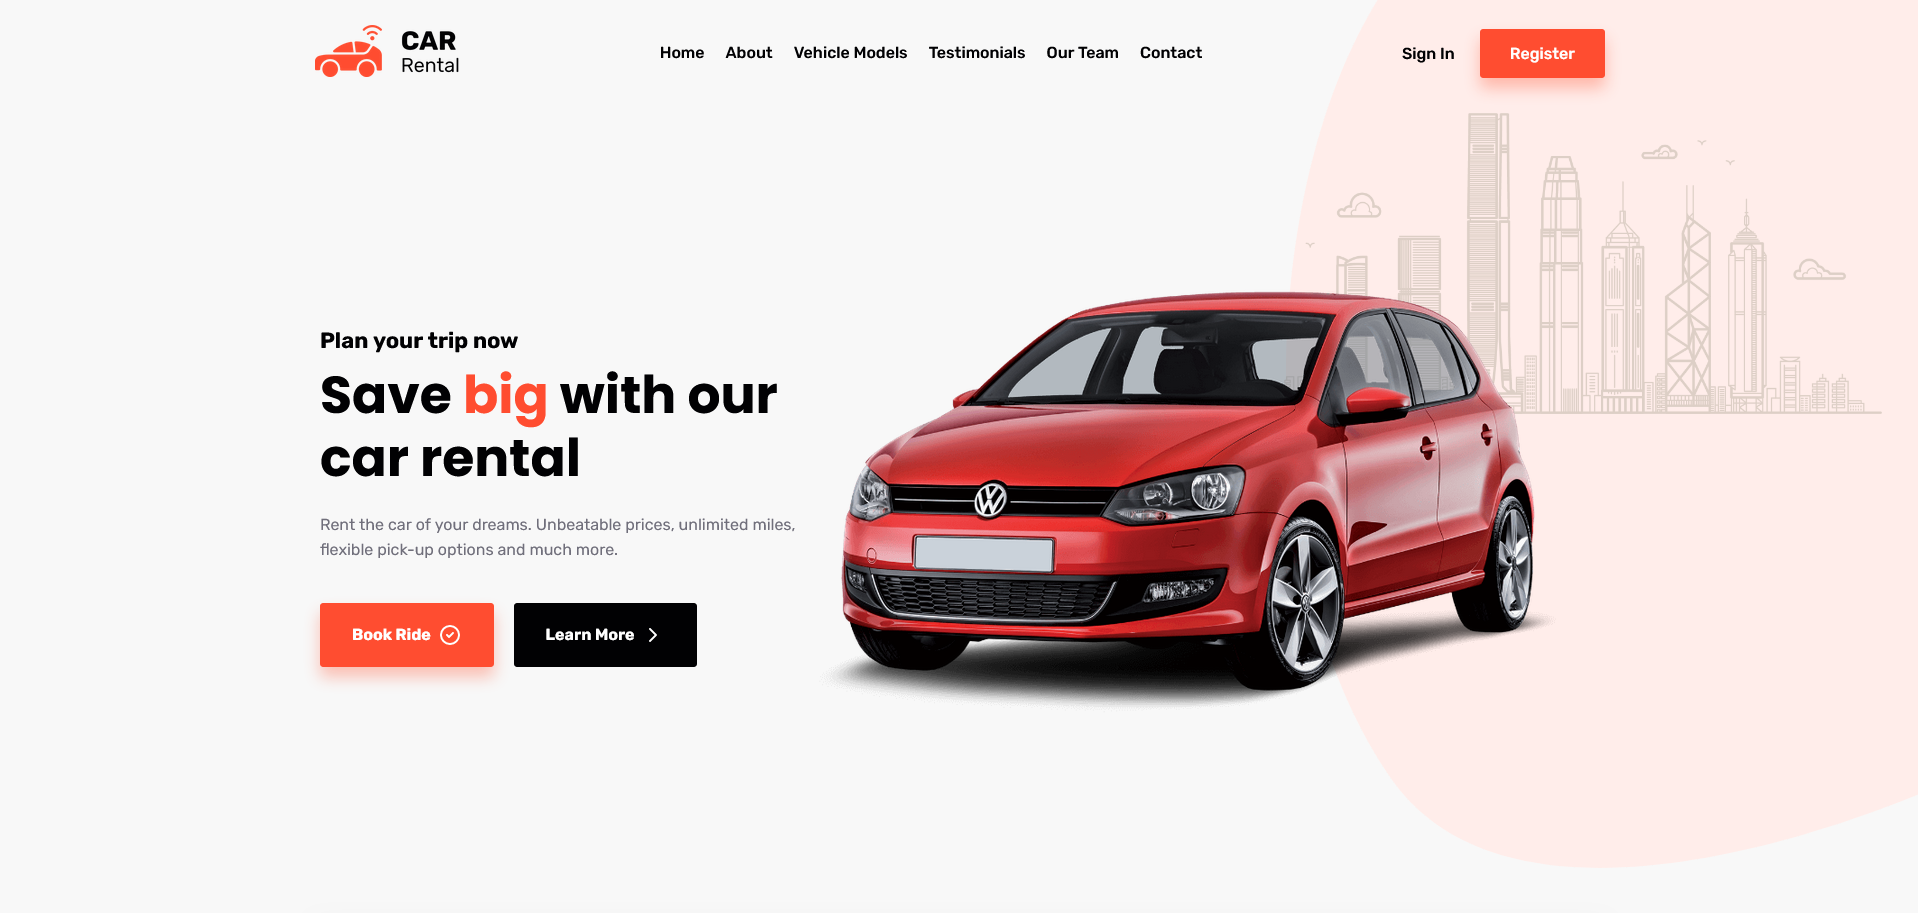 CAR
Rental
Home About Vehicle Models Testimonials Our Team Contact
Sign In
Register
Plan your trip now
Save big with our
car rental
Rent the car of your dreams. Unbeatable prices, unlimited miles,
flexible pick-up options and much more.
Book Ride
Learn More